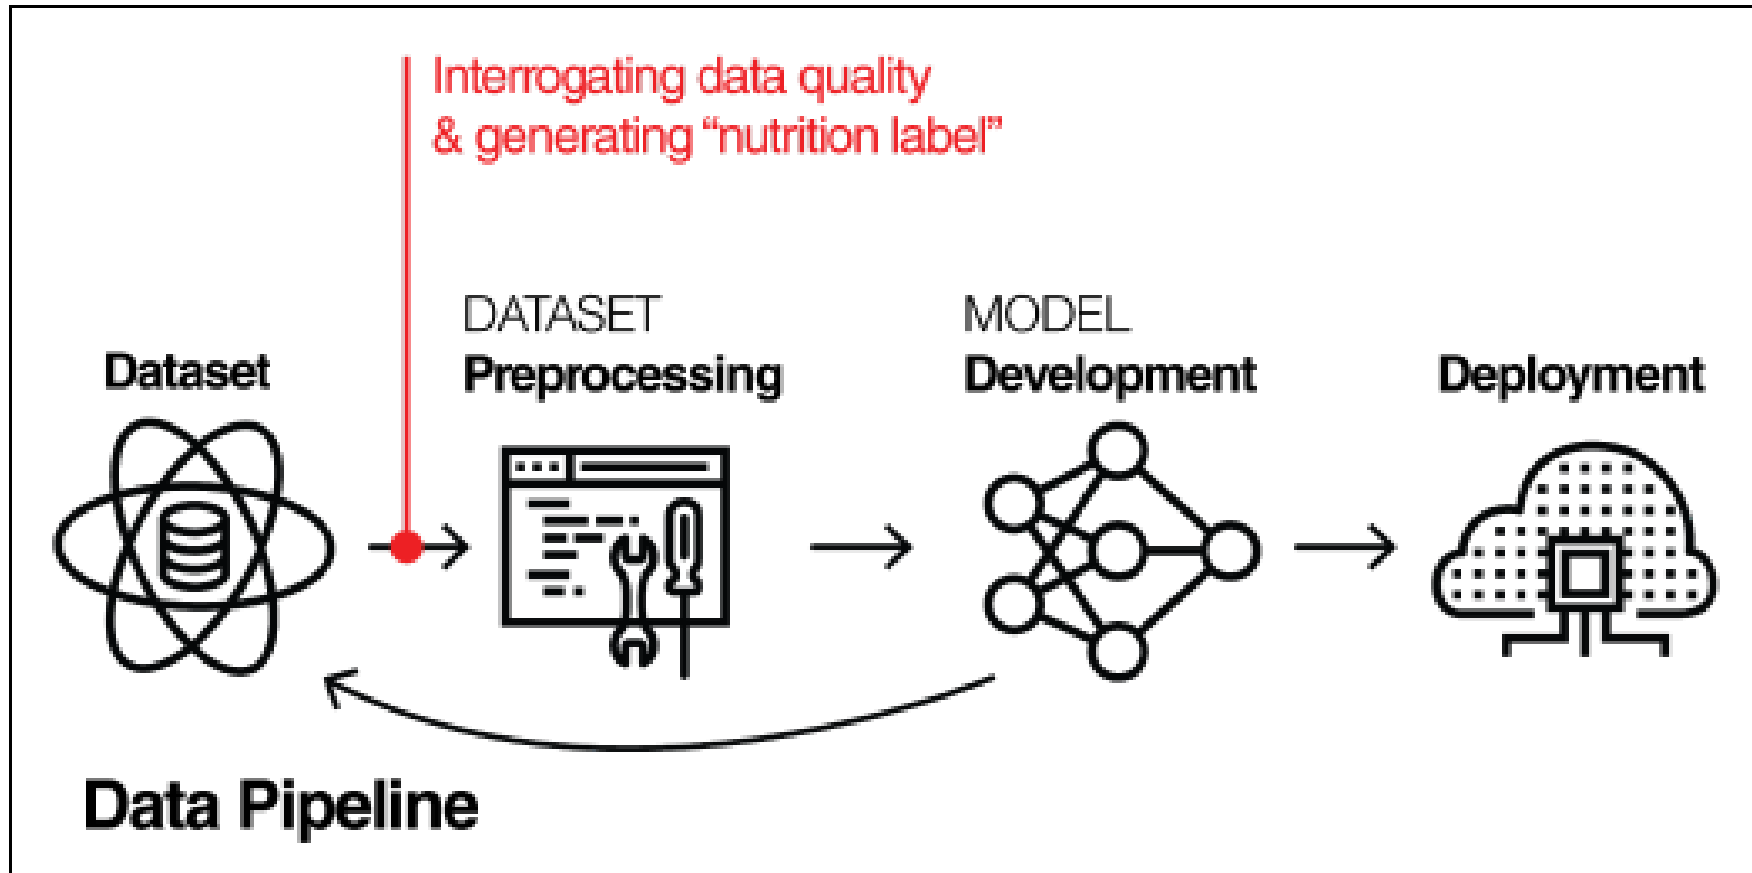 Interrogating data quality
& generating “nutrition label”
Dataset
DATASET
Preprocessing
MODEL
Development
Deployment
Data Pipeline